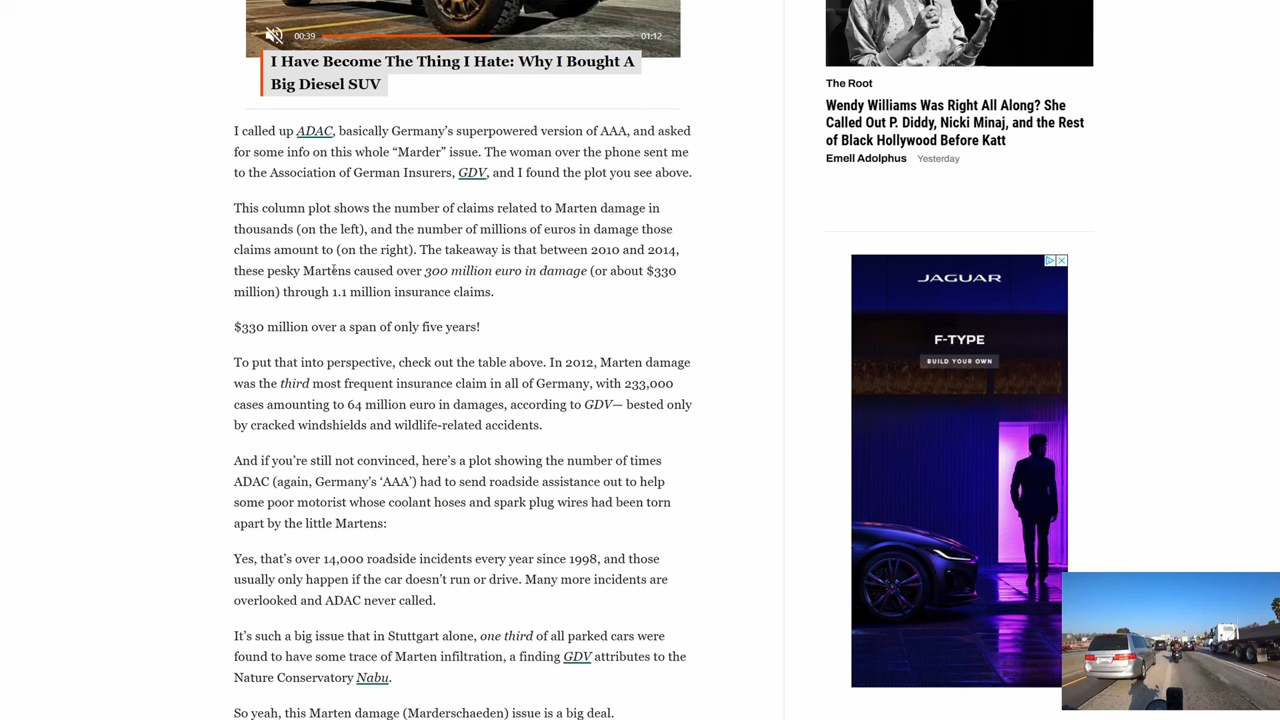 00:39
01:12
I Have Become The Thing I Hate: Why I Bought A
Big Diesel SUV
I called up ADAC, basically Germany's superpowered version of AAA, and asked
for some info on this whole “Marder” issue. The woman over the phone sent me
to the Association of German Insurers, GDV, and I found the plot you see above.
This column plot shows the number of claims related to Marten damage in
thousands (on the left), and the number of millions of euros in damage those
claims amount to (on the right). The takeaway is that between 2010 and 2014,
these pesky Martens caused over 300 million euro in damage (or about $330
million) through 1.1 million insurance claims.
$330 million over a span of only five years!
To put that into perspective, check out the table above. In 2012, Marten damage
was the third most frequent insurance claim in all of Germany, with 233,000
cases amounting to 64 million euro in damages, according to GDV— bested only
by cracked windshields and wildlife-related accidents.
And if you’re still not convinced, here’s a plot showing the number of times
ADAC (again, Germany’s ‘AAA’) had to send roadside assistance out to help
some poor motorist whose coolant hoses and spark plug wires had been torn
apart by the little Martens:
Yes, that’s over 14,000 roadside incidents every year since 1998, and those
usually only happen if the car doesn’t run or drive. Many more incidents are
overlooked and ADAC never called.
It’s such a big issue that in Stuttgart alone, one third of all parked cars were
found to have some trace of Marten infiltration, a finding GDV attributes to the
Nature Conservatory Nabu.
So yeah, this Marten damage (Marderschaeden) issue is a big deal.
The Root
Wendy Williams Was Right All Along? She
Called Out P. Diddy, Nicki Minaj, and the Rest
of Black Hollywood Before Katt
Emell Adolphus Yesterday
JAGUAR
F-TYPE
BUILD YOUR OWN